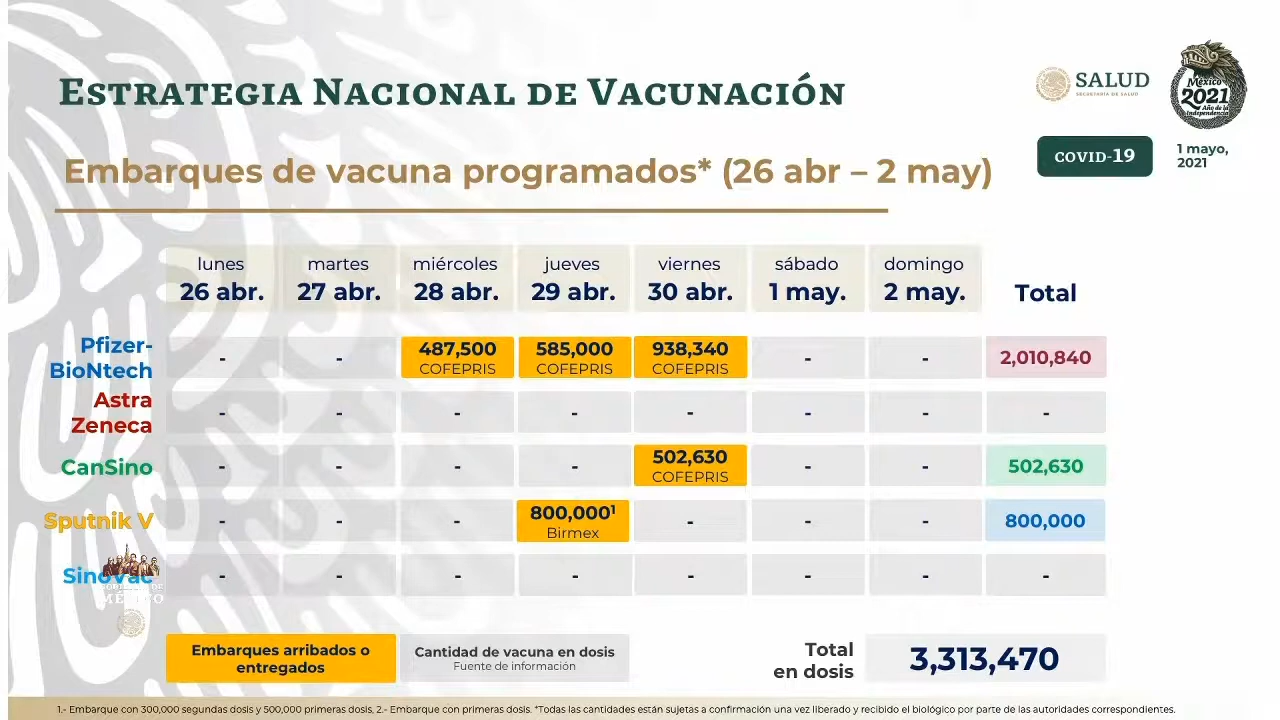 ESTRATEGIA NACIONAL DE VACUNACIÓN
SALUD
SECRETARÍA DE SALUD
México
2021
Año de la
Independencia
Embarques de vacuna programados* (26 abr – 2 may)
COVID-19
1 mayo,
2021
lunes martes miércoles jueves viernes sábado domingo
26 abr. 27 abr. 28 abr. 29 abr. 30 abr. 1 may. 2 may. Total
Pfizer-
BioNtech
- - 487,500 585,000 938,340 - - 2,010,840
COFEPRIS COFEPRIS COFEPRIS
Astra
Zeneca
- - - - - - - -
CanSino - - - - 502,630 - - 502,630
COFEPRIS
Sputnik V - - - 800,000¹ - - - 800,000
Birmex
SinoVac - - - - - - - -
MÉXICO
Embarques arribados o
entregados
Cantidad de vacuna en dosis
Fuente de información
Total
en dosis
3,313,470
1.- Embarque con 300,000 segundas dosis y 500,000 primeras dosis, 2.- Embarque con primeras dosis. *Todas las cantidades están sujetas a confirmación una vez liberado y recibido el biológico por parte de las autoridades correspondientes.